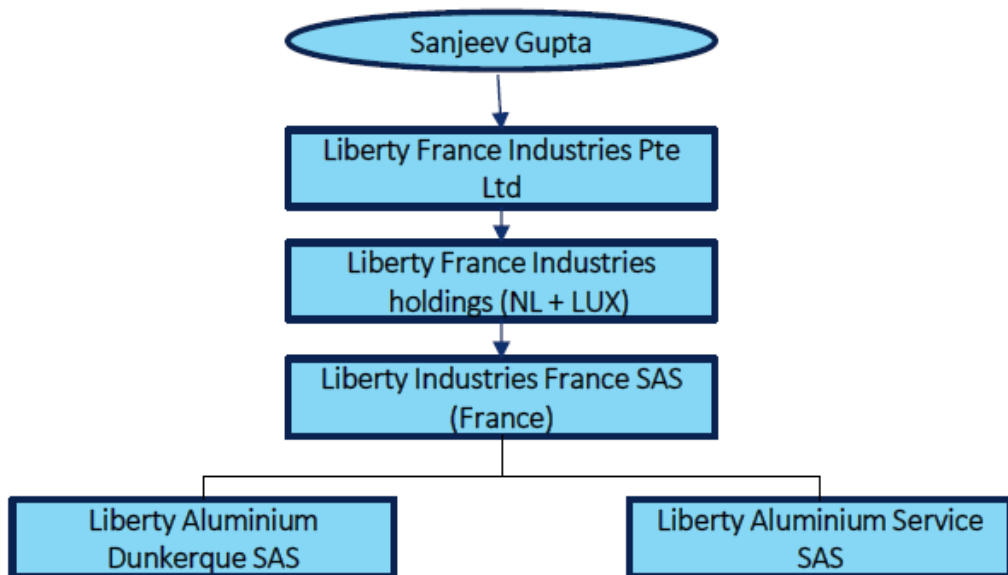 Sanjeev Gupta
Liberty France Industries Pte
Ltd
Liberty France Industries
holdings (NL + LUX)
Liberty Industries France SAS
(France)
Liberty Aluminium
Dunkerque SAS
Liberty Aluminium Service
SAS